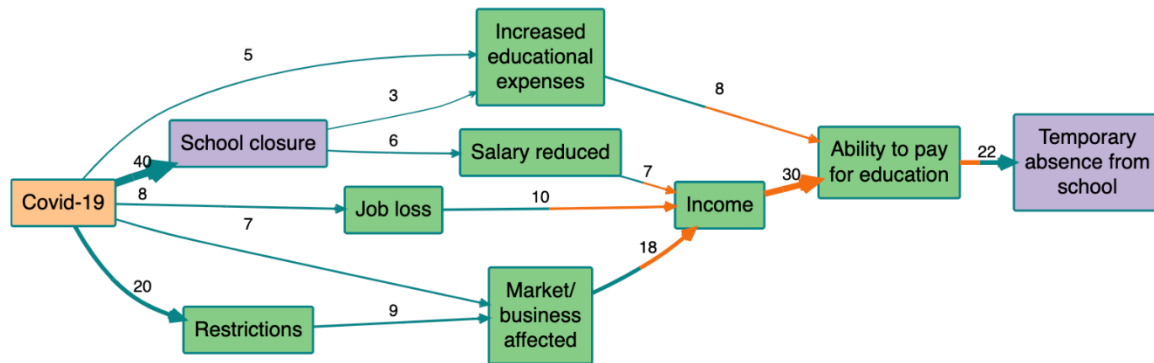 5
Increased
educational
expenses
8
3
School closure
40
6
Salary reduced
7
Ability to pay
for education
22
Temporary
absence from
school
30
Covid-19
8
Job loss
10
Income
7
18
20
Restrictions
9
Market/
business
affected